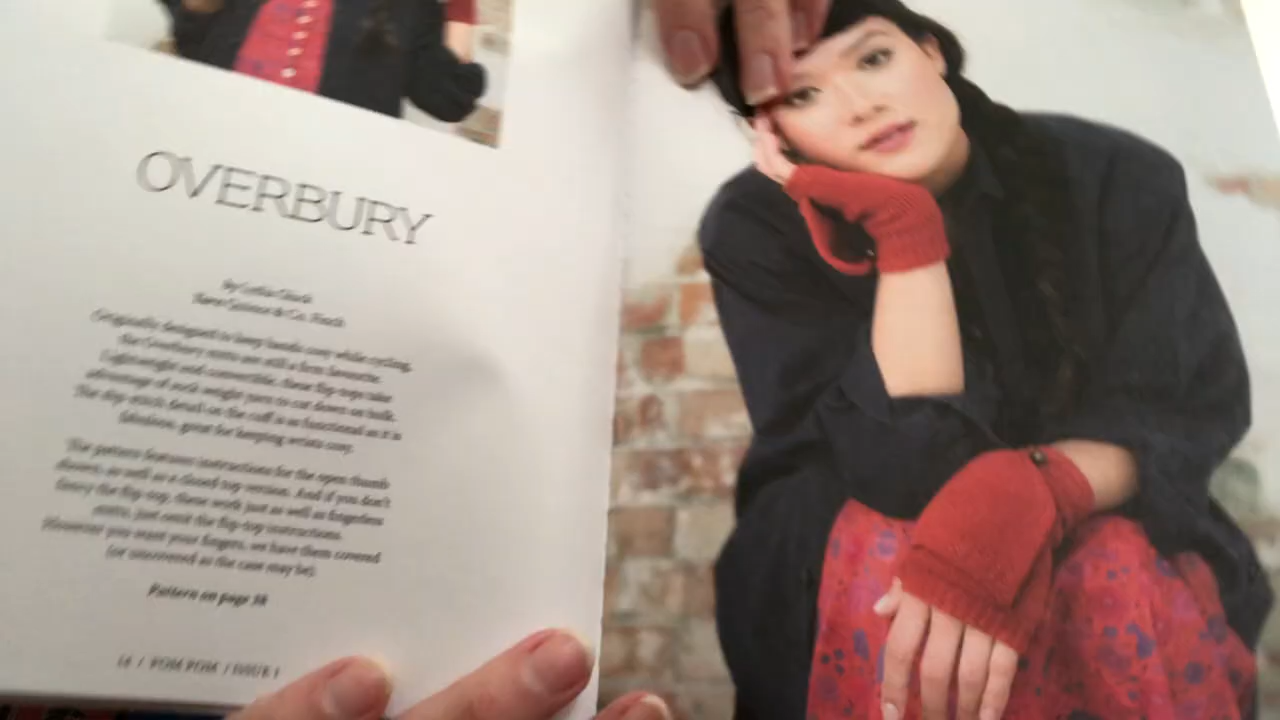 OVERBURY
By Lydia Gluck
Yarn: Socks & Co. Finch
Originally designed to keep hands cosy while cycling,
the Overbury mitts are still a firm favourite.
Lightweight and convertible, these flip-tops take
advantage of sock weight yarn to cut down on bulk.
The slip-stitch detail on the cuff is as functional as it is
fabulous, great for keeping wrists cosy.
The pattern features instructions for the open thumb
shown, as well as a closed top version. And if you don't
fancy the flip-top, these work just as well as fingerless
mitts, just omit the flip-top instructions.
However you want your fingers, we have them covered
(or uncovered as the case may be).
Pattern on page 38
14 / POM POM / ISSUE 1